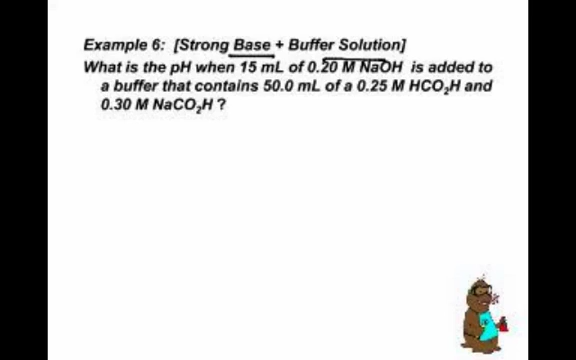 Example 6: [Strong Base + Buffer Solution]
What is the pH when 15 mL of 0.20 M NaOH is added to
a buffer that contains 50.0 mL of a 0.25 M HCO₂H and
0.30 M NaCO₂H ?